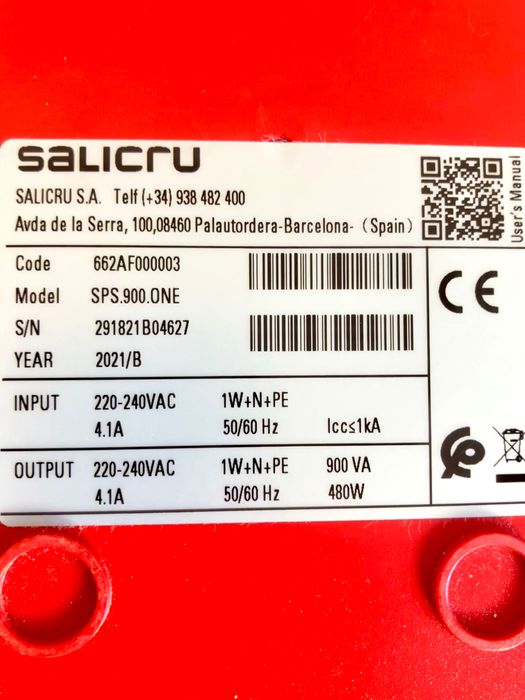 SALICRU
SALICRU S.A. Telf (+34) 938 482 400
Avda de la Serra, 100,08460 Palautordera-Barcelona- (Spain)
User's Manual
Code 662AF000003
Model SPS.900.ONE
S/N 291821B04627
YEAR 2021/B
CE
INPUT 220-240VAC 1W+N+PE
4.1A 50/60 Hz Icc≤1kA
OUTPUT 220-240VAC 1W+N+PE 900 VA
4.1A 50/60 Hz 480W